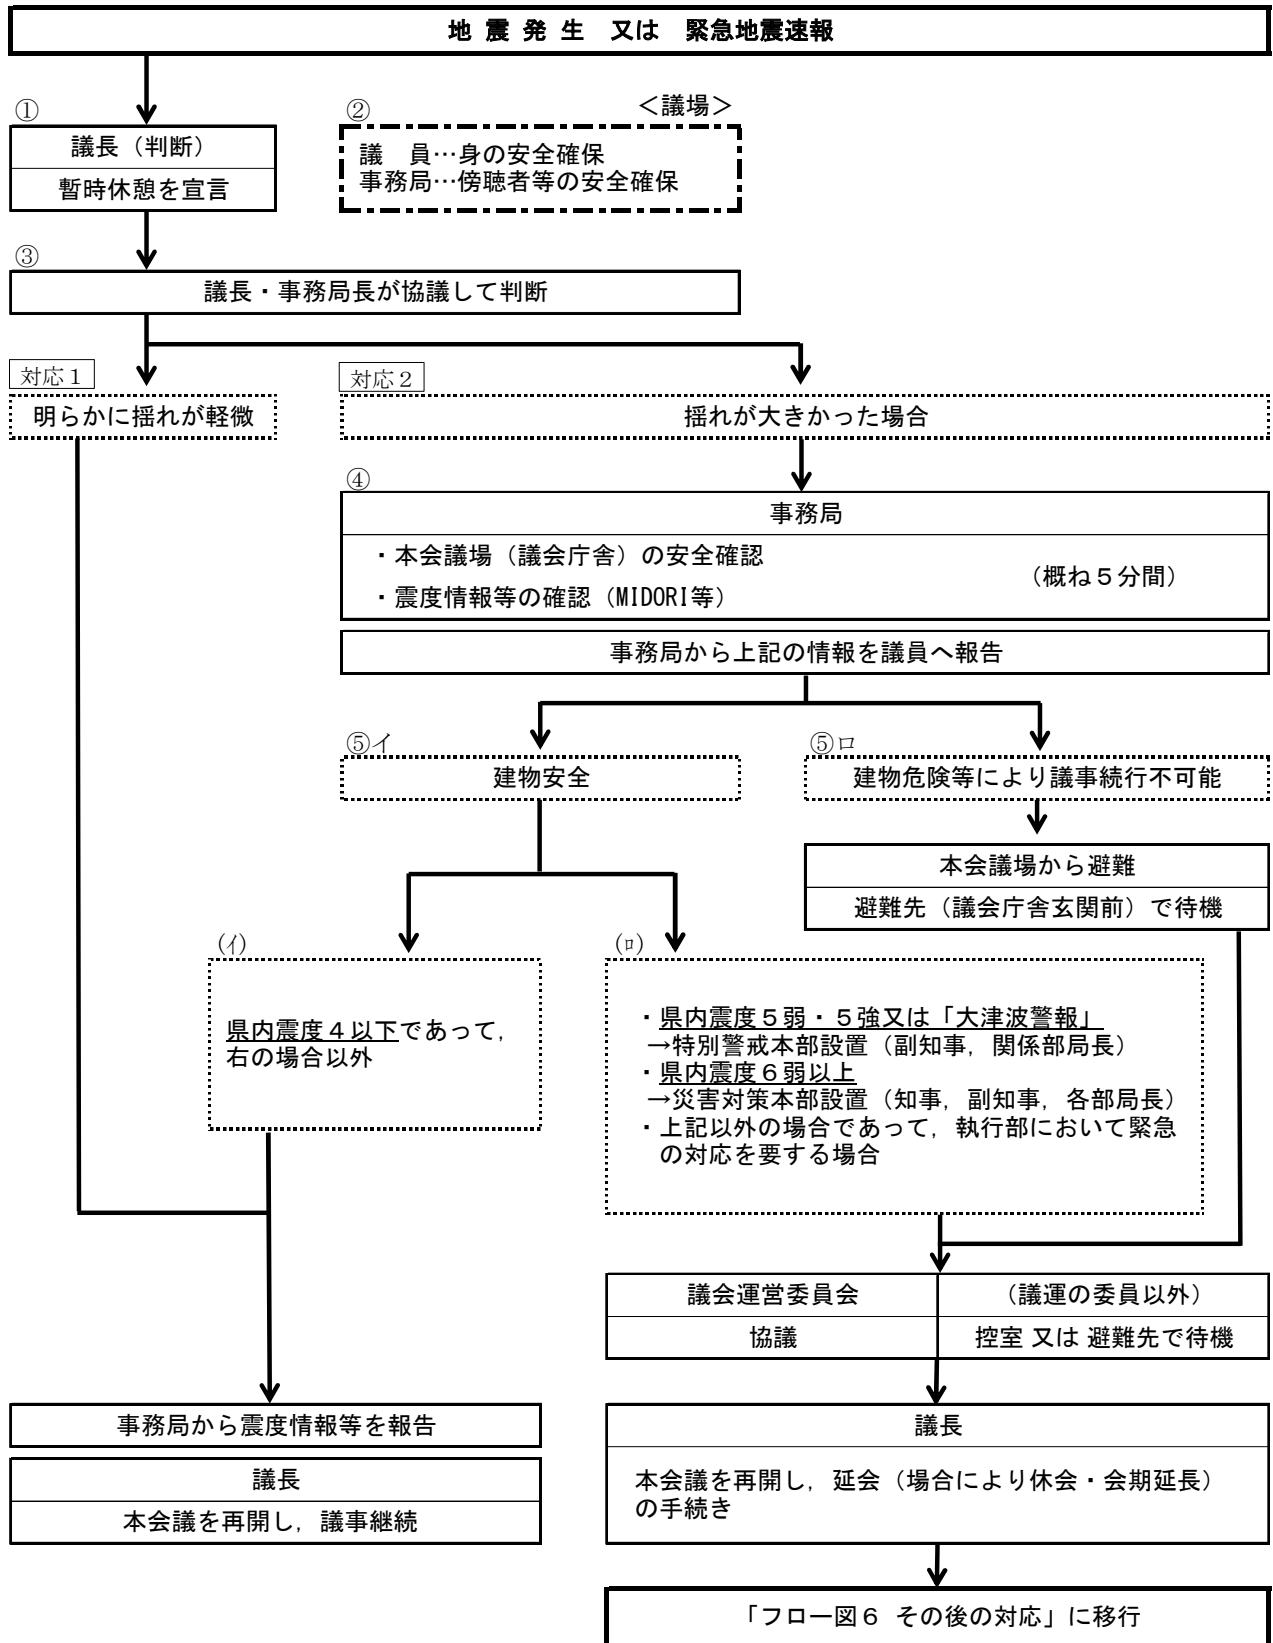 地 震 発 生　又は　緊急地震速報
①
議長（判断）
暫時休憩を宣言
②
＜議場＞
議　員…身の安全確保
事務局…傍聴者等の安全確保
③
議長・事務局長が協議して判断
対応１
明らかに揺れが軽微
対応２
揺れが大きかった場合
④
事務局
・本会議場（議会庁舎）の安全確認
・震度情報等の確認（MIDORI等）
（概ね５分間）
事務局から上記の情報を議員へ報告
⑤イ
建物安全
⑤ロ
建物危険等により議事続行不可能
本会議場から避難
避難先（議会庁舎玄関前）で待機
(ｲ)
県内震度４以下であって，
右の場合以外
(ﾛ)
・県内震度５弱・５強又は「大津波警報」
→特別警戒本部設置（副知事，関係部局長）
・県内震度６弱以上
→災害対策本部設置（知事，副知事，各部局長）
・上記以外の場合であって，執行部において緊急
の対応を要する場合
議会運営委員会
（議運の委員以外）
協議
控室 又は 避難先で待機
事務局から震度情報等を報告
議長
本会議を再開し，議事継続
議長
本会議を再開し，延会（場合により休会・会期延長）
の手続き
「フロー図６ その後の対応」に移行